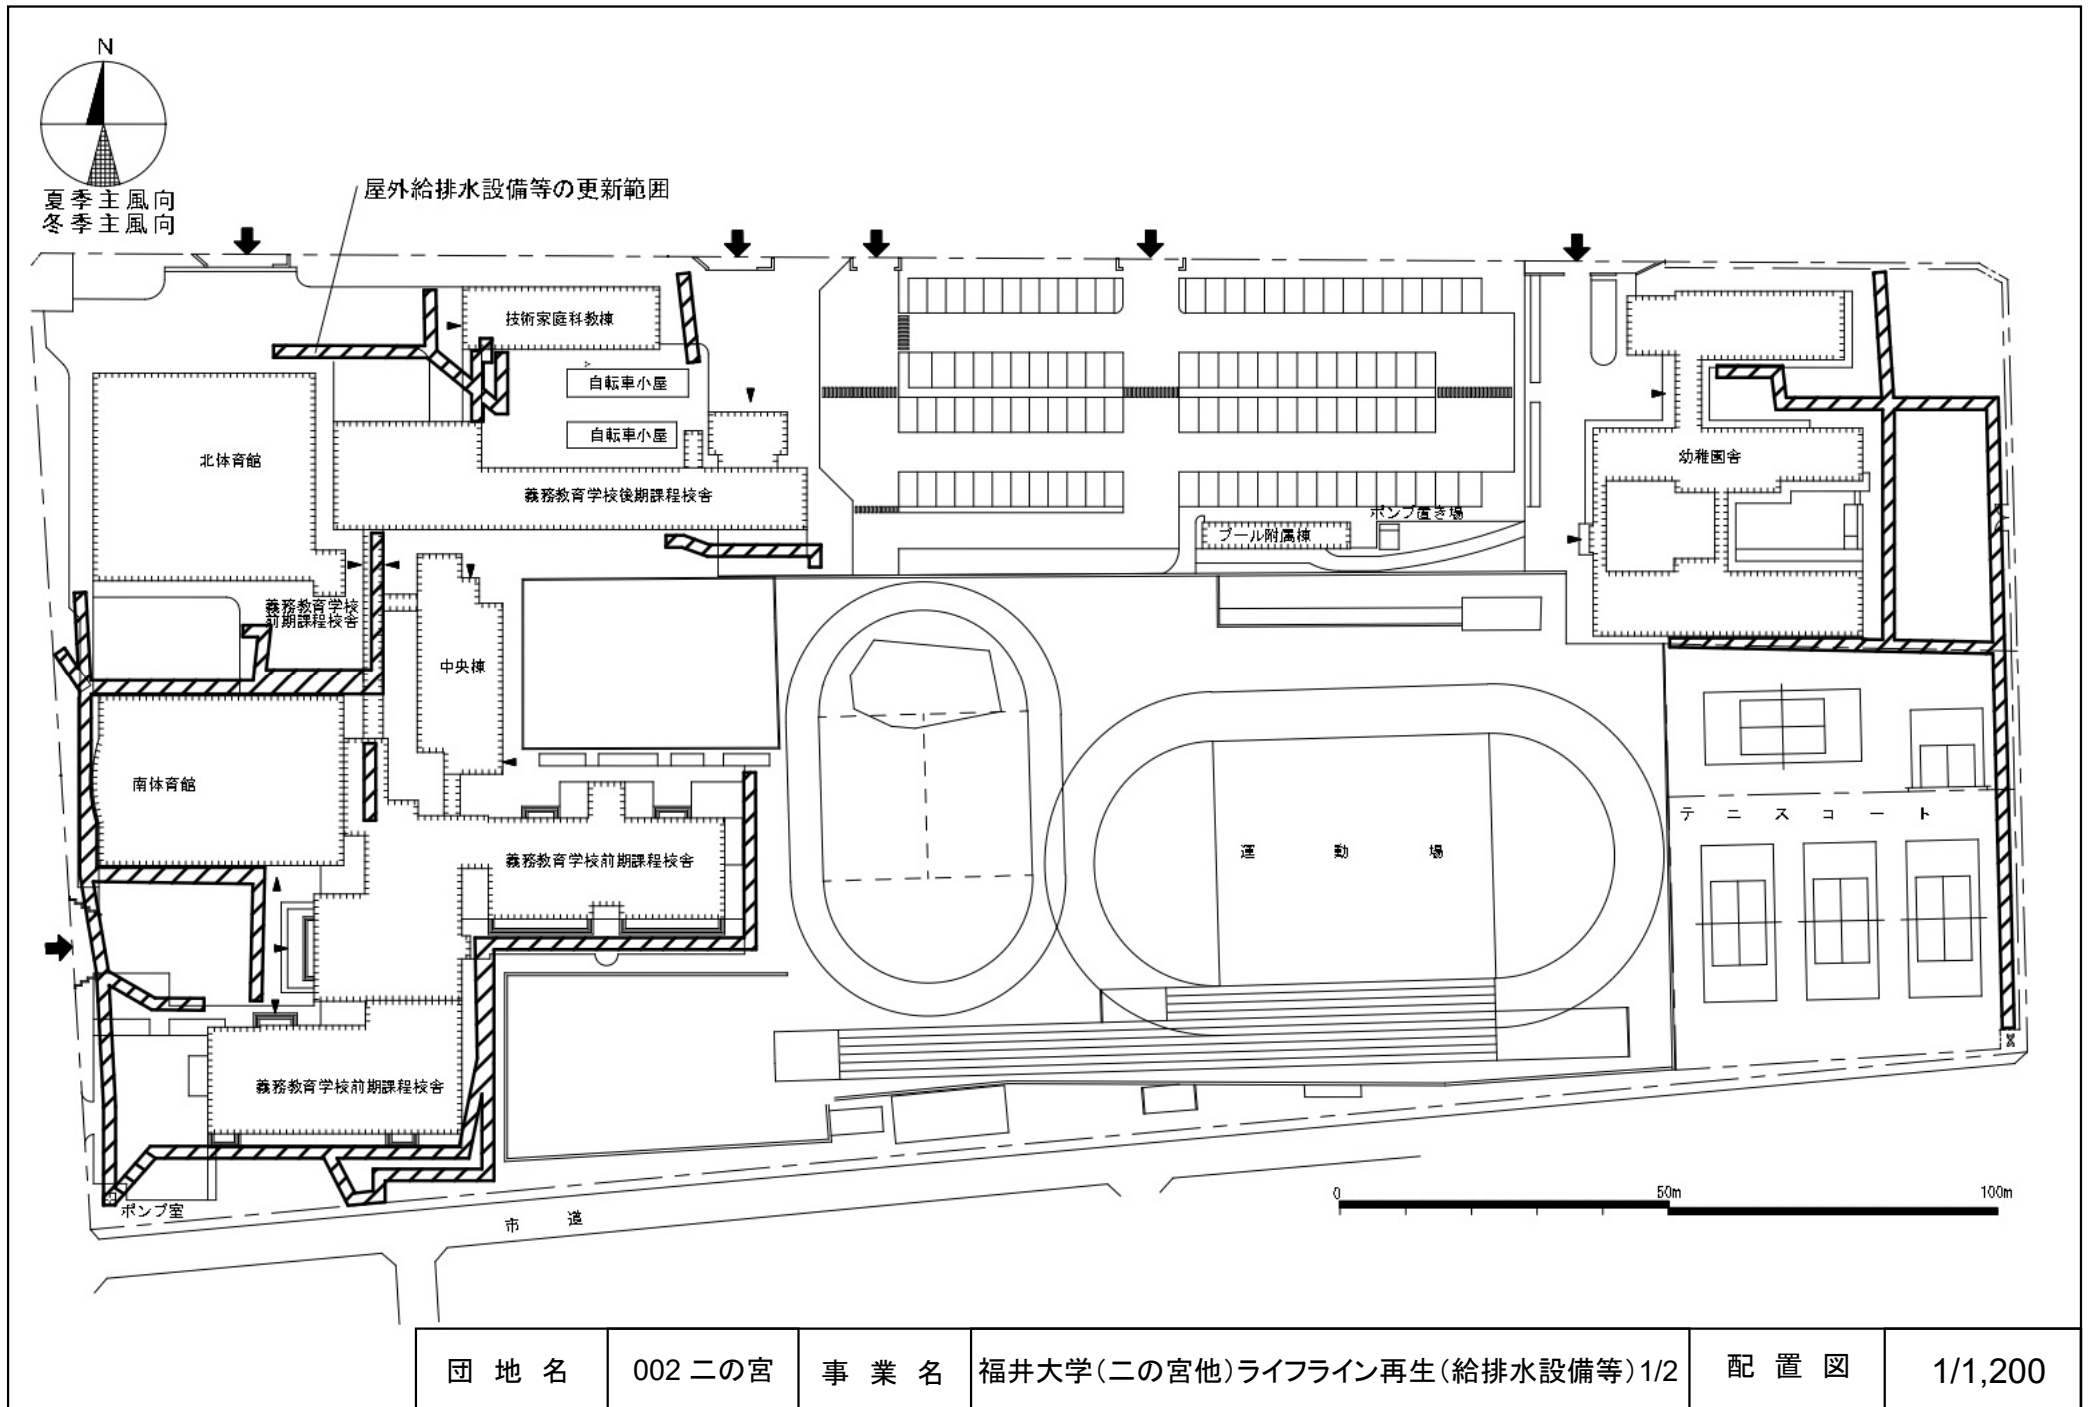 N
夏季主風向
冬季主風向
屋外給排水設備等の更新範囲
技術家庭科教棟
自転車小屋
自転車小屋
北体育館
義務教育学校後期課程校舎
幼稚園舎
ポンプ置き場
プール附属棟
義務教育学校
前期課程校舎
中央棟
南体育館
テニスコート
義務教育学校前期課程校舎
運動場
義務教育学校前期課程校舎
ポンプ室
市道
0 50m 100m
団地名 002 二の宮 事業名 福井大学(二の宮他)ライフライン再生(給排水設備等)1/2 配置図 1/1,200